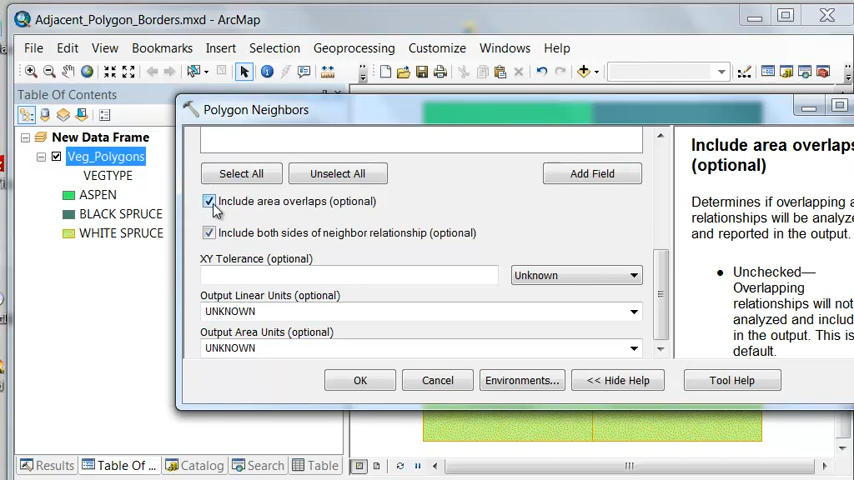 Adjacent_Polygon_Borders.mxd - ArcMap
File Edit View Bookmarks Insert Selection Geoprocessing Customize Windows Help
Table Of Contents
New Data Frame
Veg_Polygons
VEGTYPE
ASPEN
BLACK SPRUCE
WHITE SPRUCE
Polygon Neighbors
Select All Unselect All Add Field
Include area overlaps (optional)
Include both sides of neighbor relationship (optional)
XY Tolerance (optional)
Unknown
Output Linear Units (optional)
UNKNOWN
Output Area Units (optional)
UNKNOWN
OK Cancel Environments... << Hide Help Tool Help
Include area overlaps
(optional)
Determines if overlapping a
relationships will be analyze
and reported in the output.
• Unchecked—
Overlapping
relationships will not
analyzed and includ
in the output. This is
default.
Results Table Of ... Catalog Search Table